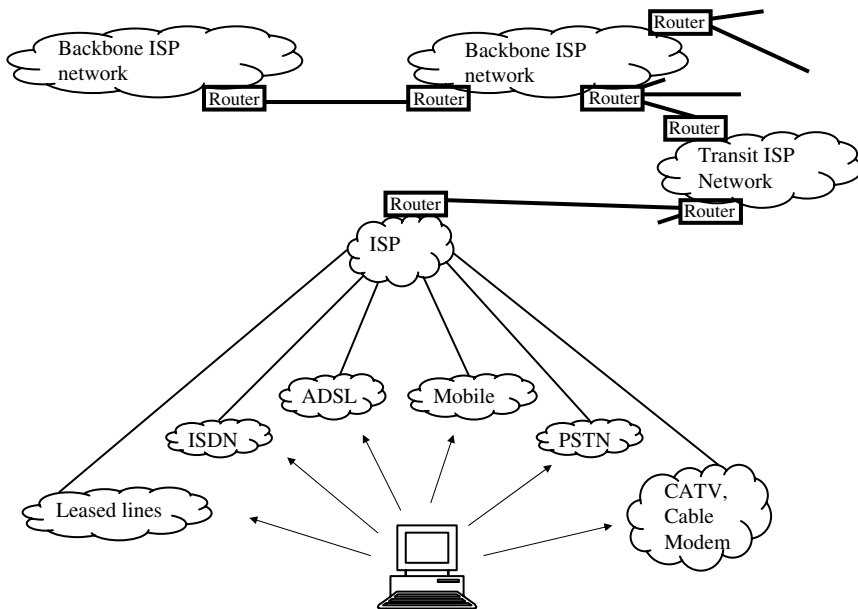 Router
Backbone ISP
network
Backbone ISP
network
Router
Router
Router
Router
Transit ISP
Network
Router
Router
ISP
ADSL
Mobile
ISDN
PSTN
Leased lines
CATV,
Cable
Modem